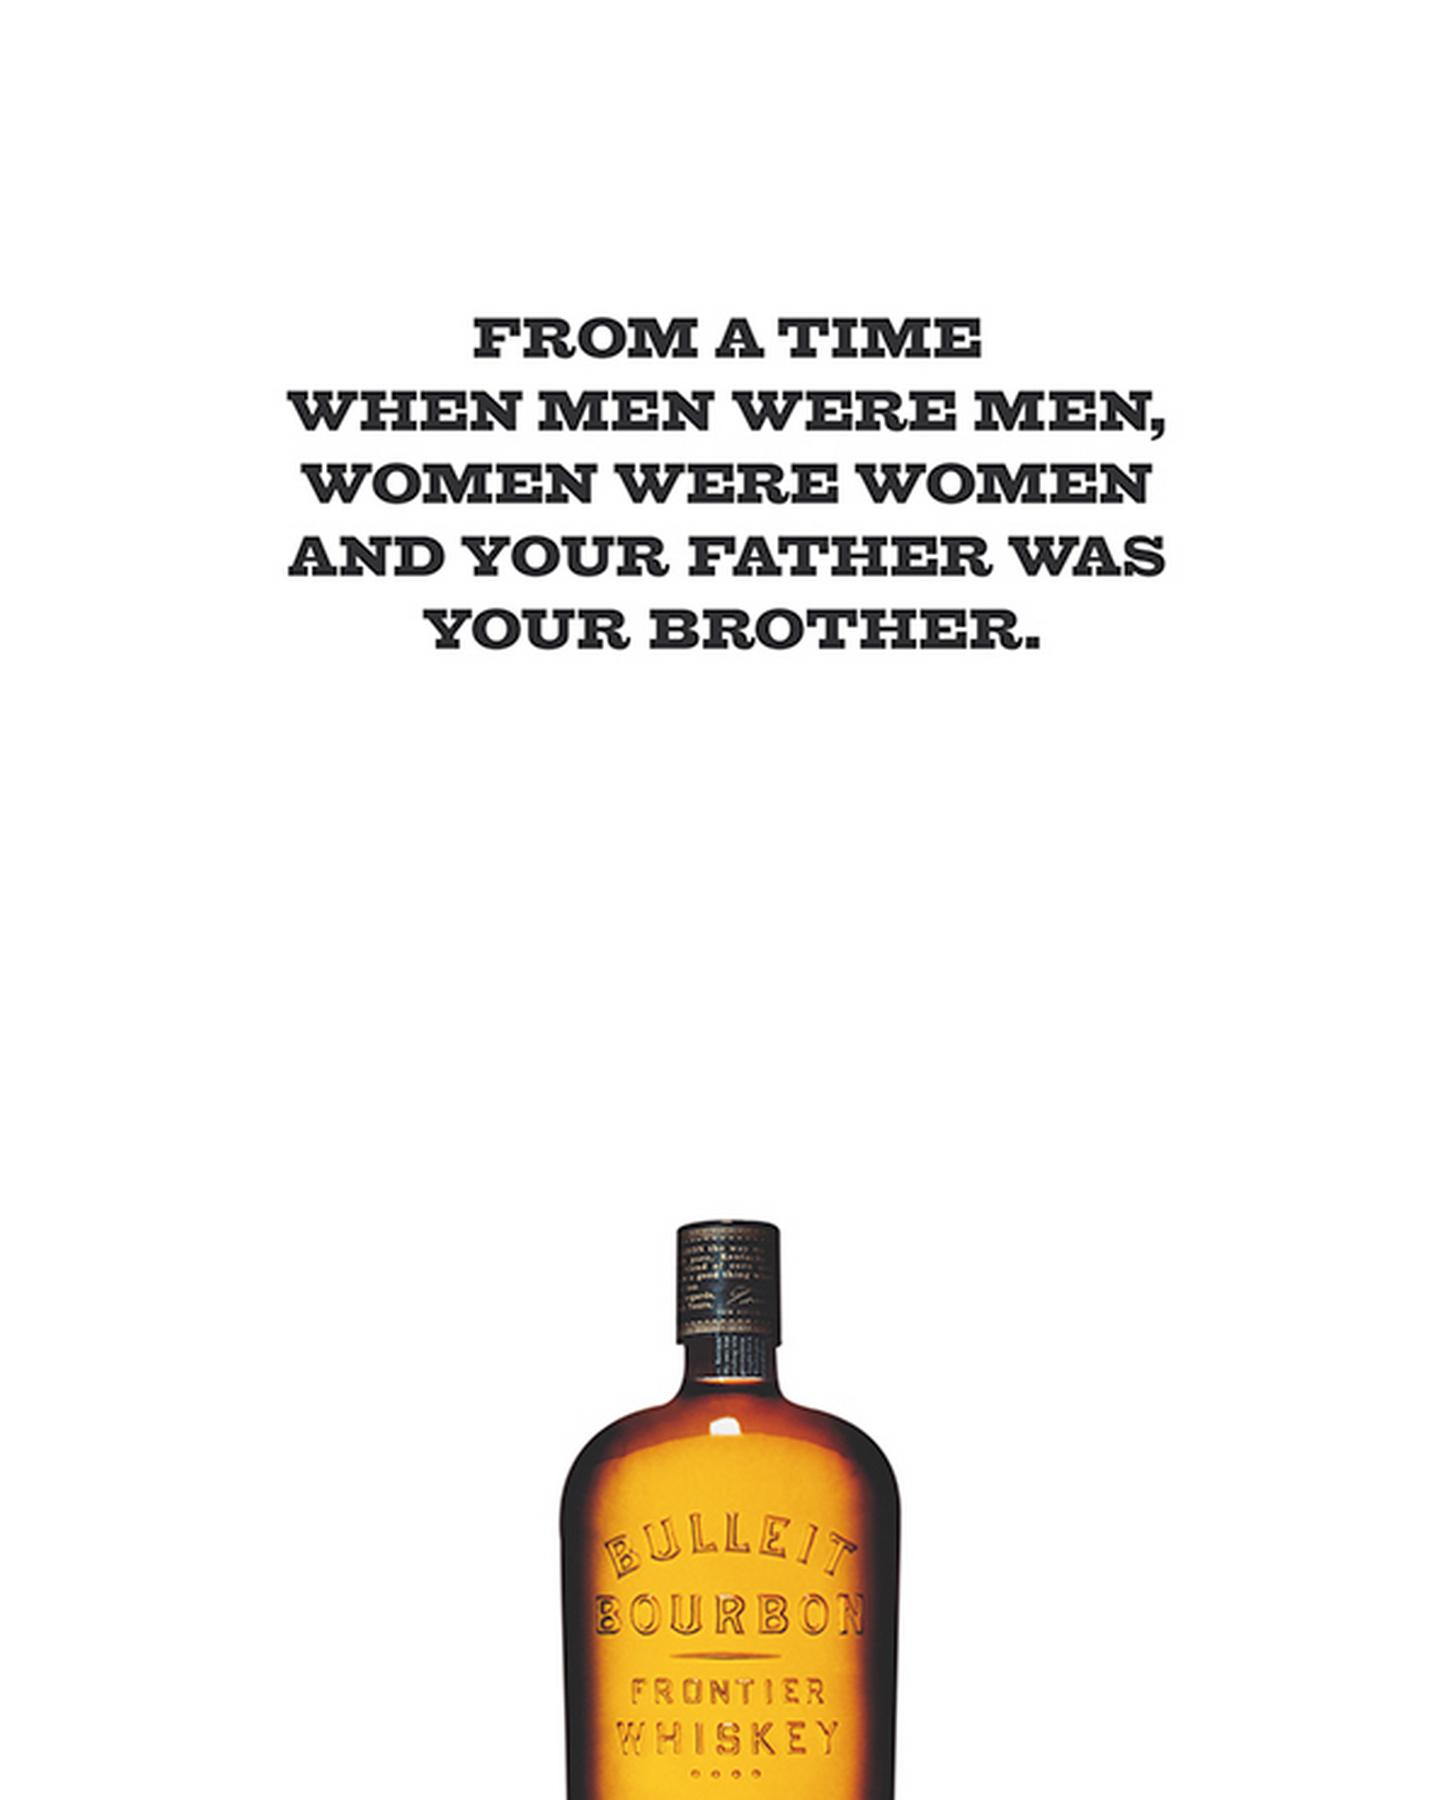 FROM A TIME
WHEN MEN WERE MEN,
WOMEN WERE WOMEN
AND YOUR FATHER WAS
YOUR BROTHER.
BULLEIT
BOURBON
FRONTIER
WHISKEY